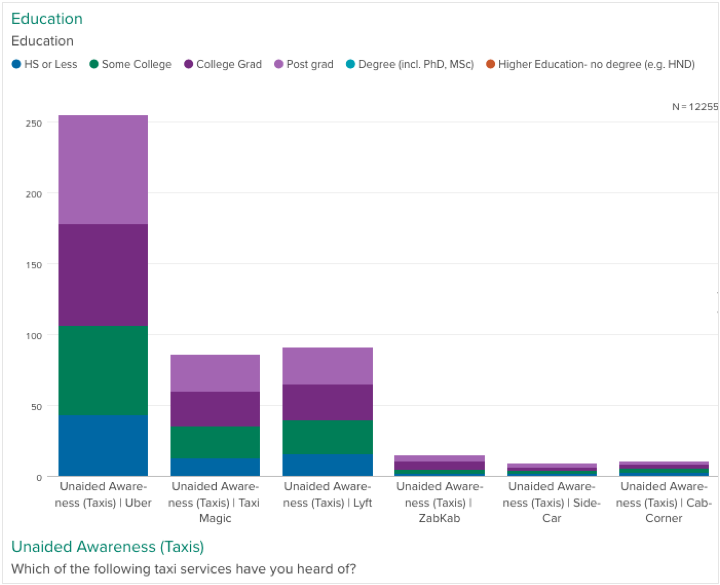 Education
Education
HS or Less Some College College Grad Post grad Degree (incl. PhD, MSc) Higher Education- no degree (e.g. HND)
N = 12255
250
200
150
100
50
0
Unaided Aware-
ness (Taxis) | Uber
Unaided Aware-
ness (Taxis) | Taxi
Magic
Unaided Aware-
ness (Taxis) | Lyft
Unaided Aware-
ness (Taxis) |
ZabKab
Unaided Aware-
ness (Taxis) | Side-
Car
Unaided Aware-
ness (Taxis) | Cab-
Corner
Unaided Awareness (Taxis)
Which of the following taxi services have you heard of?